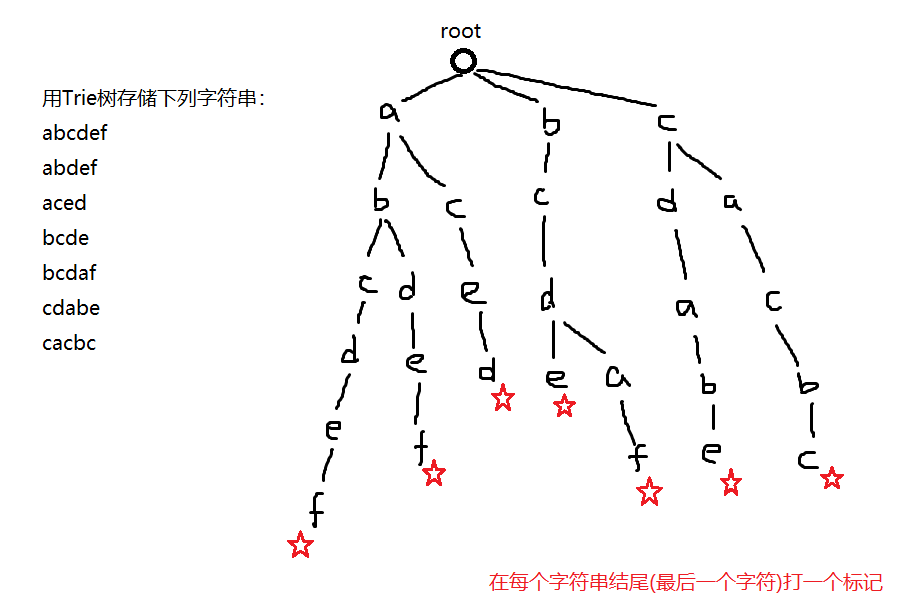 root
用Trie树存储下列字符串：
abcdef
abdef
aced
bcde
bcdaf
cdabe
cacbc
a b c
b c c d a
c d e d a c
d e d e a b b
e f f e c
f
在每个字符串结尾(最后一个字符)打一个标记